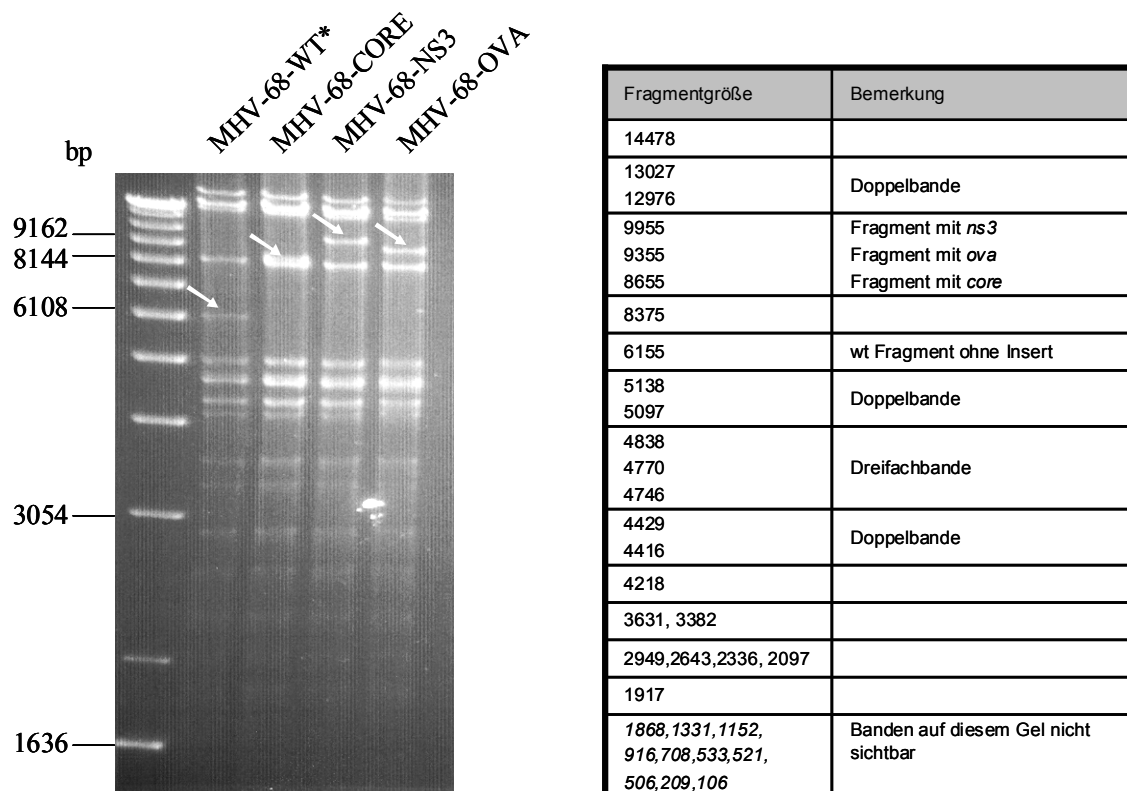 MHV-68-WT*
MHV-68-CORE
MHV-68-NS3
MHV-68-OVA
bp
9162
8144
6108
3054
1636
Fragmentgröße Bemerkung
14478
13027
12976
Doppelbande
9955 Fragment mit ns3
9355 Fragment mit ova
8655 Fragment mit core
8375
6155 wt Fragment ohne Insert
5138
5097
Doppelbande
4838
4770
4746
Dreifachbande
4429
4416
Doppelbande
4218
3631, 3382
2949,2643,2336, 2097
1917
1868,1331,1152,
916,708,533,521,
506,209,106
Banden auf diesem Gel nicht
sichtbar